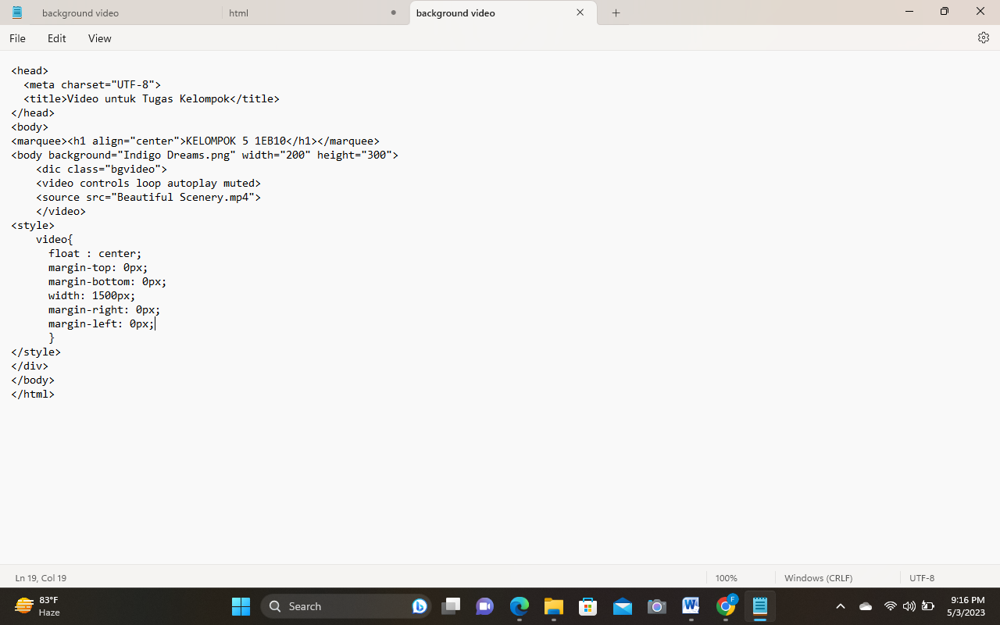 background video
html
background video
File Edit View
<head>
<meta charset="UTF-8">
<title>Video untuk Tugas Kelompok</title>
</head>
<body>
<marquee><h1 align="center">KELOMPOK 5 1EB10</h1></marquee>
<body background="Indigo Dreams.png" width="200" height="300">
<dic class="bgvideo">
<video controls loop autoplay muted>
<source src="Beautiful Scenery.mp4">
</video>
<style>
video{
float : center;
margin-top: 0px;
margin-bottom: 0px;
width: 1500px;
margin-right: 0px;
margin-left: 0px;
}
</style>
</div>
</body>
</html>
Ln 19, Col 19
100%
Windows (CRLF)
UTF-8
83°F
Haze
Search
F
9:16 PM
5/3/2023